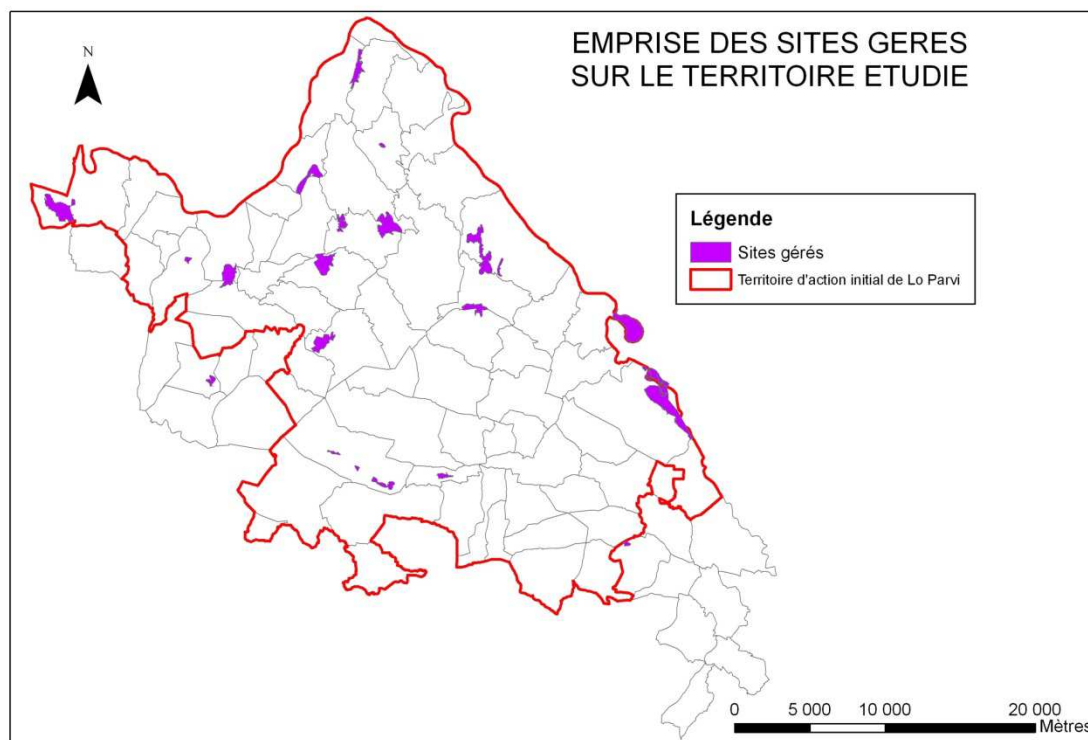 EMPRISE DES SITES GERES
SUR LE TERRITOIRE ETUDIE
N
Légende
Sites gérés
Territoire d'action initial de Lo Parvi
0 5 000 10 000 20 000
Mètres